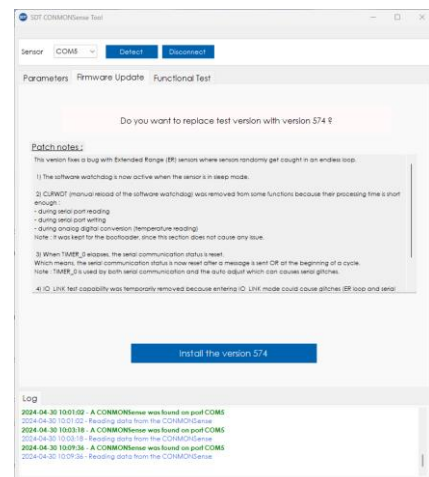 SDT CONMONSense Tool
Sensor COM5 Detect Disconnect
Parameters Firmware Update Functional Test
Do you want to replace test version with version 574 ?
Patch notes :
This version fixes a bug with Extended Range (ER) sensors where sensors randomly get caught in an endless loop.
1) The software watchdog is now active when the sensor is in sleep mode.
2) CLRWDT (manual reload of the software watchdog) was removed from some functions because their processing time is short
enough :
- during serial port reading
- during serial port writing
- during analog digital conversion (temperature reading)
Note : It was kept for the bootloader, since this section does not cause any issue.
3) When TIMER_0 elapses, the serial communication status is reset.
Which means, the serial communication status is now reset after a message is sent OR at the beginning of a cycle.
Note : TIMER_0 is used by both serial communication and the auto adjust which can causes serial glitches.
4) IO_LINK test capability was temporarily removed because entering IO_LINK mode could cause glitches (ER loop and serial
Install the version 574
Log
2024-04-30 10:01:02 - A CONMONSense was found on port COM5
2024-04-30 10:01:02 - Reading data from the CONMONSense
2024-04-30 10:03:18 - A CONMONSense was found on port COM5
2024-04-30 10:03:18 - Reading data from the CONMONSense
2024-04-30 10:09:36 - A CONMONSense was found on port COM5
2024-04-30 10:09:36 - Reading data from the CONMONSense